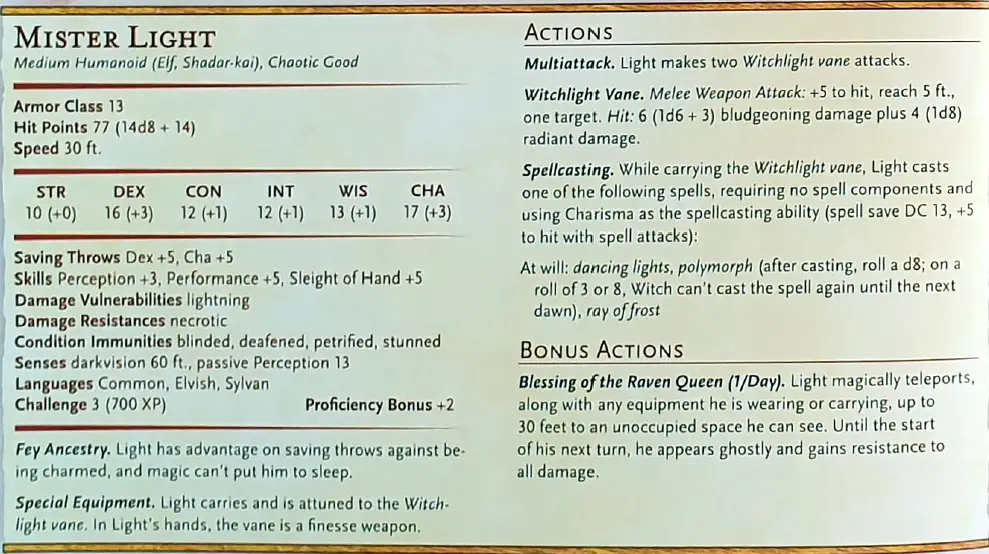 MISTER LIGHT
Medium Humanoid (Elf, Shadar-kai), Chaotic Good
Armor Class 13
Hit Points 77 (14d8 + 14)
Speed 30 ft.
STR DEX CON INT WIS CHA
10 (+0) 16 (+3) 12 (+1) 12 (+1) 13 (+1) 17 (+3)
Saving Throws Dex +5, Cha +5
Skills Perception +3, Performance +5, Sleight of Hand +5
Damage Vulnerabilities lightning
Damage Resistances necrotic
Condition Immunities blinded, deafened, petrified, stunned
Senses darkvision 60 ft., passive Perception 13
Languages Common, Elvish, Sylvan
Challenge 3 (700 XP) Proficiency Bonus +2
Fey Ancestry. Light has advantage on saving throws against be-
ing charmed, and magic can't put him to sleep.
Special Equipment. Light carries and is attuned to the Witch-
light vane. In Light's hands, the vane is a finesse weapon.
ACTIONS
Multiattack. Light makes two Witchlight vane attacks.
Witchlight Vane. Melee Weapon Attack: +5 to hit, reach 5 ft.,
one target. Hit: 6 (1d6 + 3) bludgeoning damage plus 4 (1d8)
radiant damage.
Spellcasting. While carrying the Witchlight vane, Light casts
one of the following spells, requiring no spell components and
using Charisma as the spellcasting ability (spell save DC 13, +5
to hit with spell attacks):
At will: dancing lights, polymorph (after casting, roll a d8; on a
roll of 3 or 8, Witch can't cast the spell again until the next
dawn), ray of frost
BONUS ACTIONS
Blessing of the Raven Queen (1/Day). Light magically teleports,
along with any equipment he is wearing or carrying, up to
30 feet to an unoccupied space he can see. Until the start
of his next turn, he appears ghostly and gains resistance to
all damage.